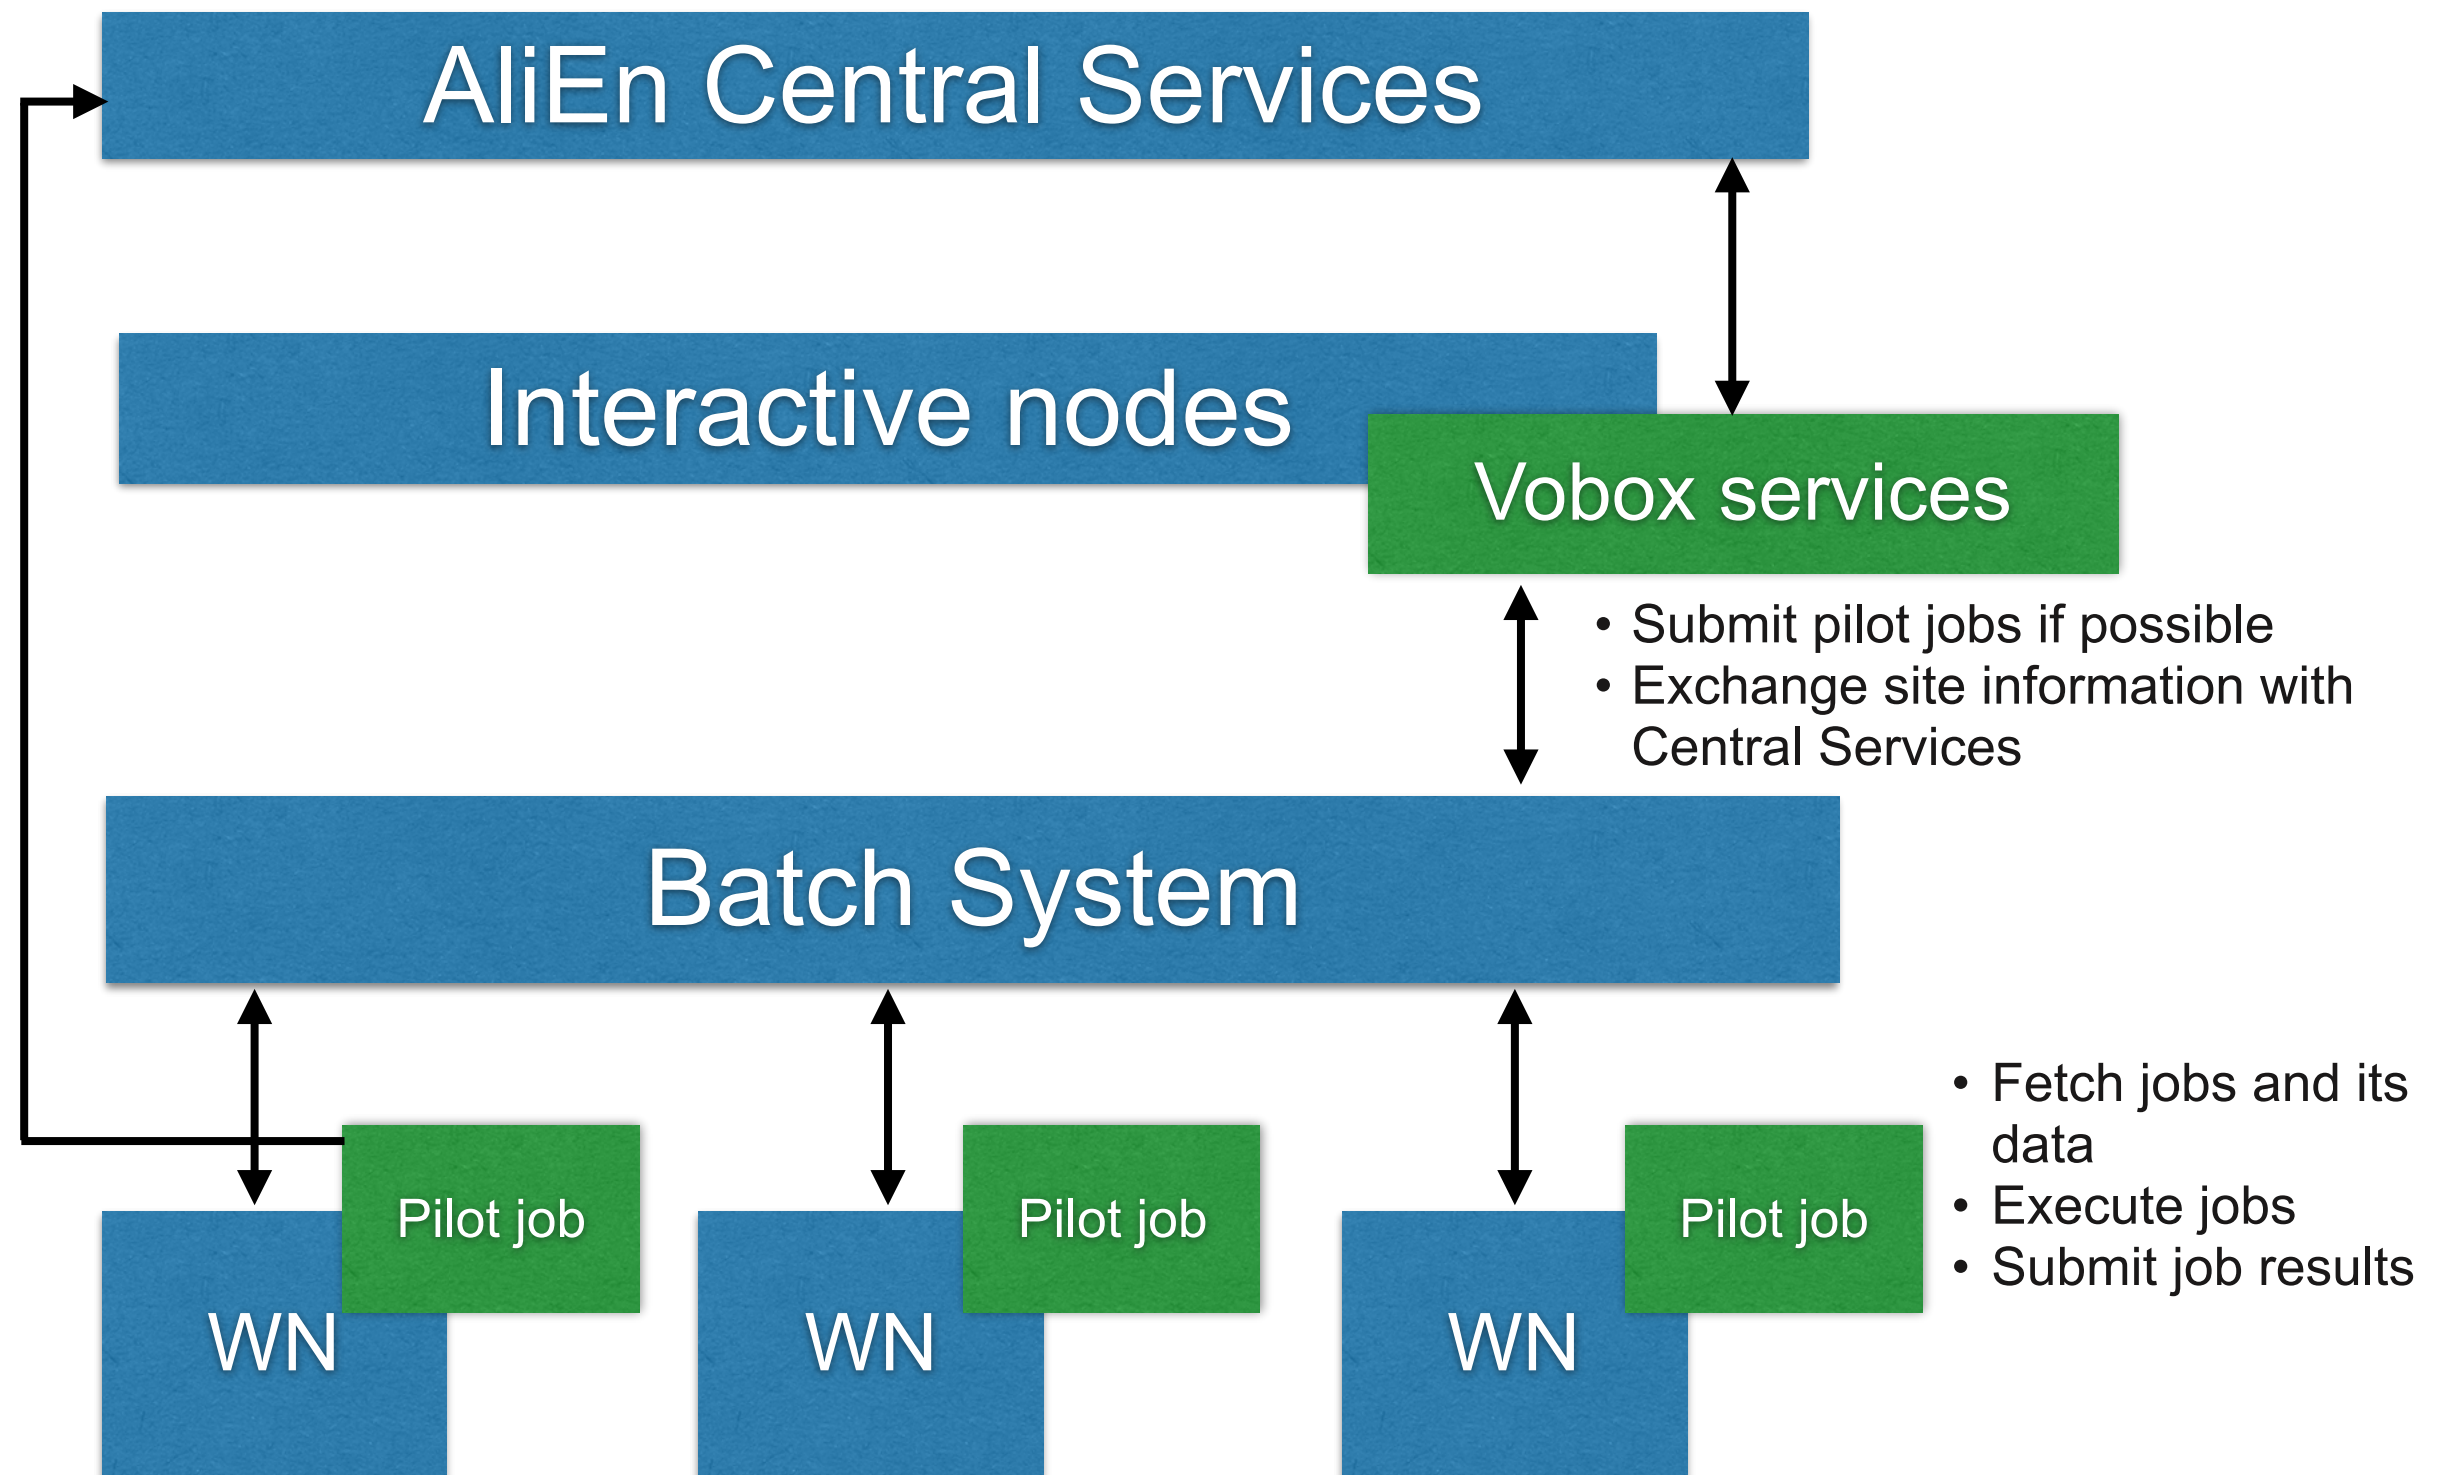 AliEn Central Services
Interactive nodes
Vobox services
• Submit pilot jobs if possible
• Exchange site information with
Central Services
Batch System
• Fetch jobs and its
data
• Execute jobs
• Submit job results
Pilot job
Pilot job
Pilot job
WN
WN
WN